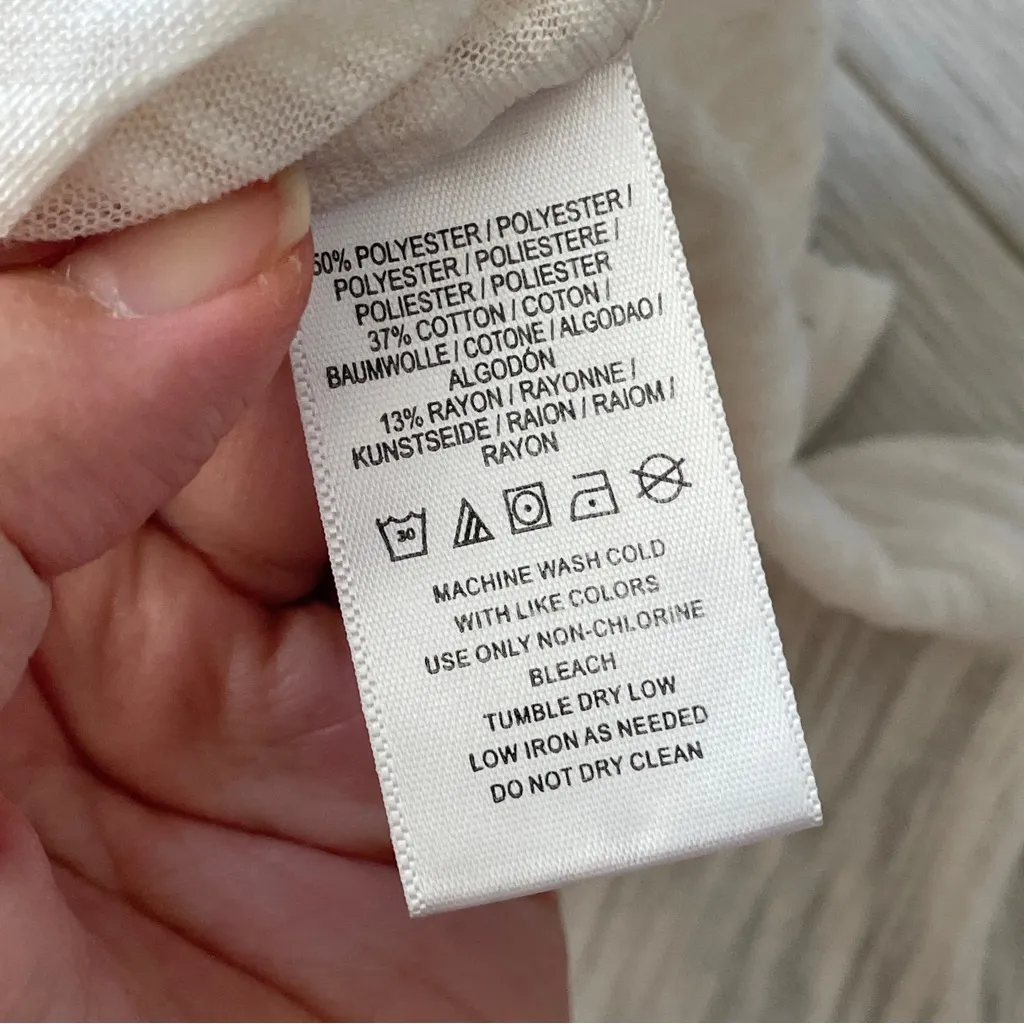 50% POLYESTER / POLYESTER /
POLYESTER / POLIESTERE /
POLIESTER / POLIESTER
37% COTTON / COTON /
BAUMWOLLE / COTONE / ALGODAO /
ALGODÓN
13% RAYON / RAYONNE /
KUNSTSEIDE / RAION / RAIOM /
RAYON
30
MACHINE WASH COLD
WITH LIKE COLORS
USE ONLY NON-CHLORINE
BLEACH
TUMBLE DRY LOW
LOW IRON AS NEEDED
DO NOT DRY CLEAN